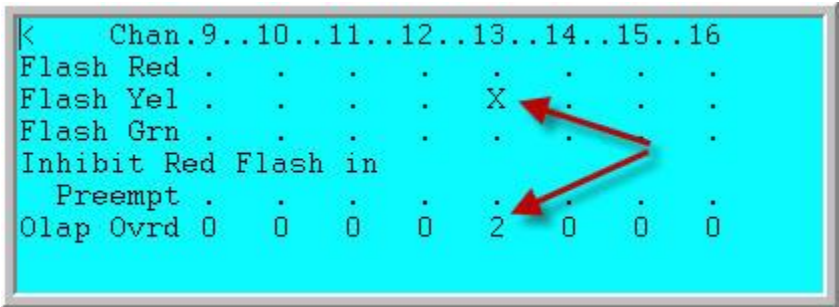 <    Chan.9..10..11..12..13..14..15..16
Flash Red .   .   .   .   .   .   .   .
Flash Yel .   .   .   .   X   .   .   .
Flash Grn .   .   .   .   .   .   .   .
Inhibit Red Flash in
  Preempt .   .   .   .   .   .   .   .
Olap Ovrd 0   0   0   0   2   0   0   0